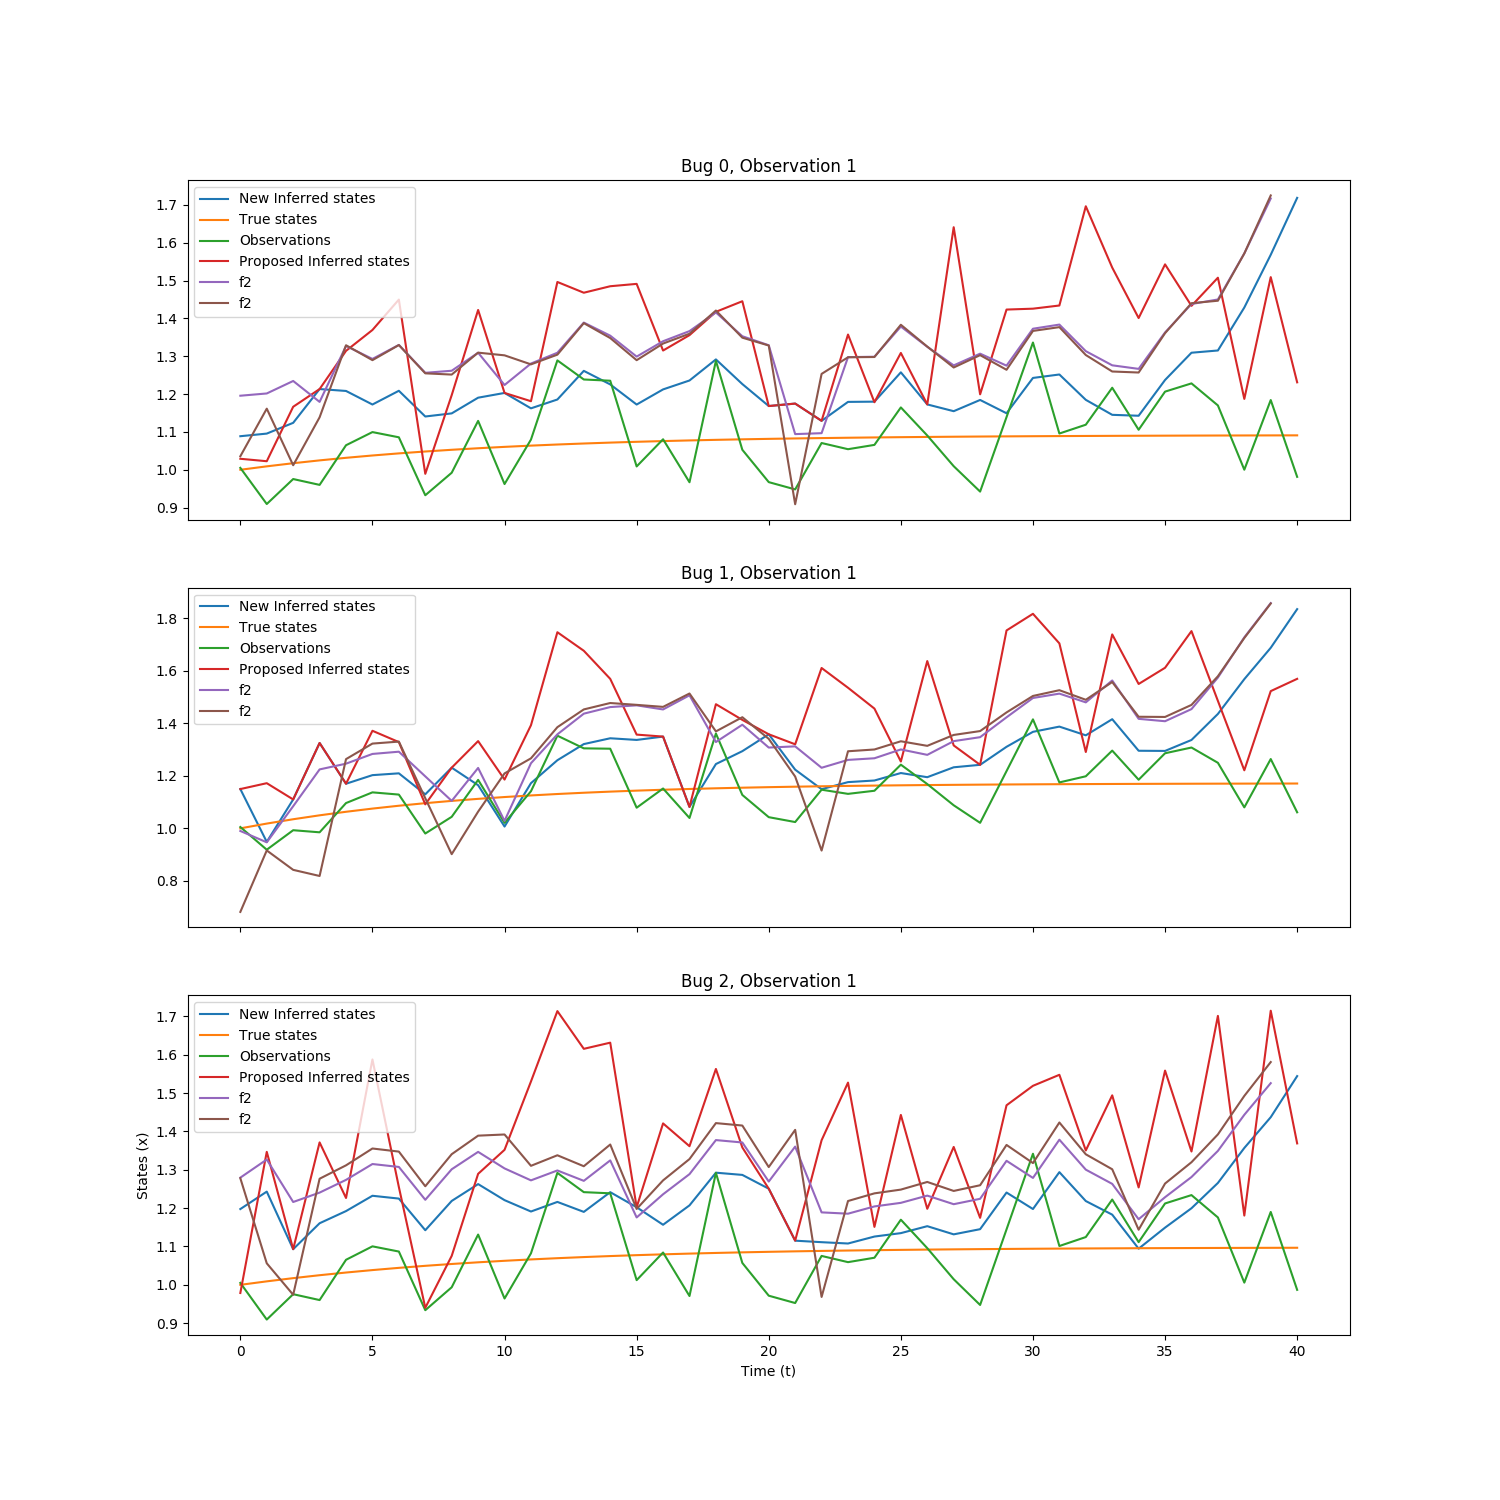 Bug 0, Observation 1
New Inferred states
True states
Observations
Proposed Inferred states
f2
f2
1.7
1.6
1.5
1.4
1.3
1.2
1.1
1.0
0.9
Bug 1, Observation 1
New Inferred states
True states
Observations
Proposed Inferred states
f2
f2
1.8
1.6
1.4
1.2
1.0
0.8
Bug 2, Observation 1
New Inferred states
True states
Observations
Proposed Inferred states
f2
f2
1.7
1.6
1.5
1.4
1.3
1.2
1.1
1.0
0.9
States (x)
0 5 10 15 20 25 30 35 40
Time (t)